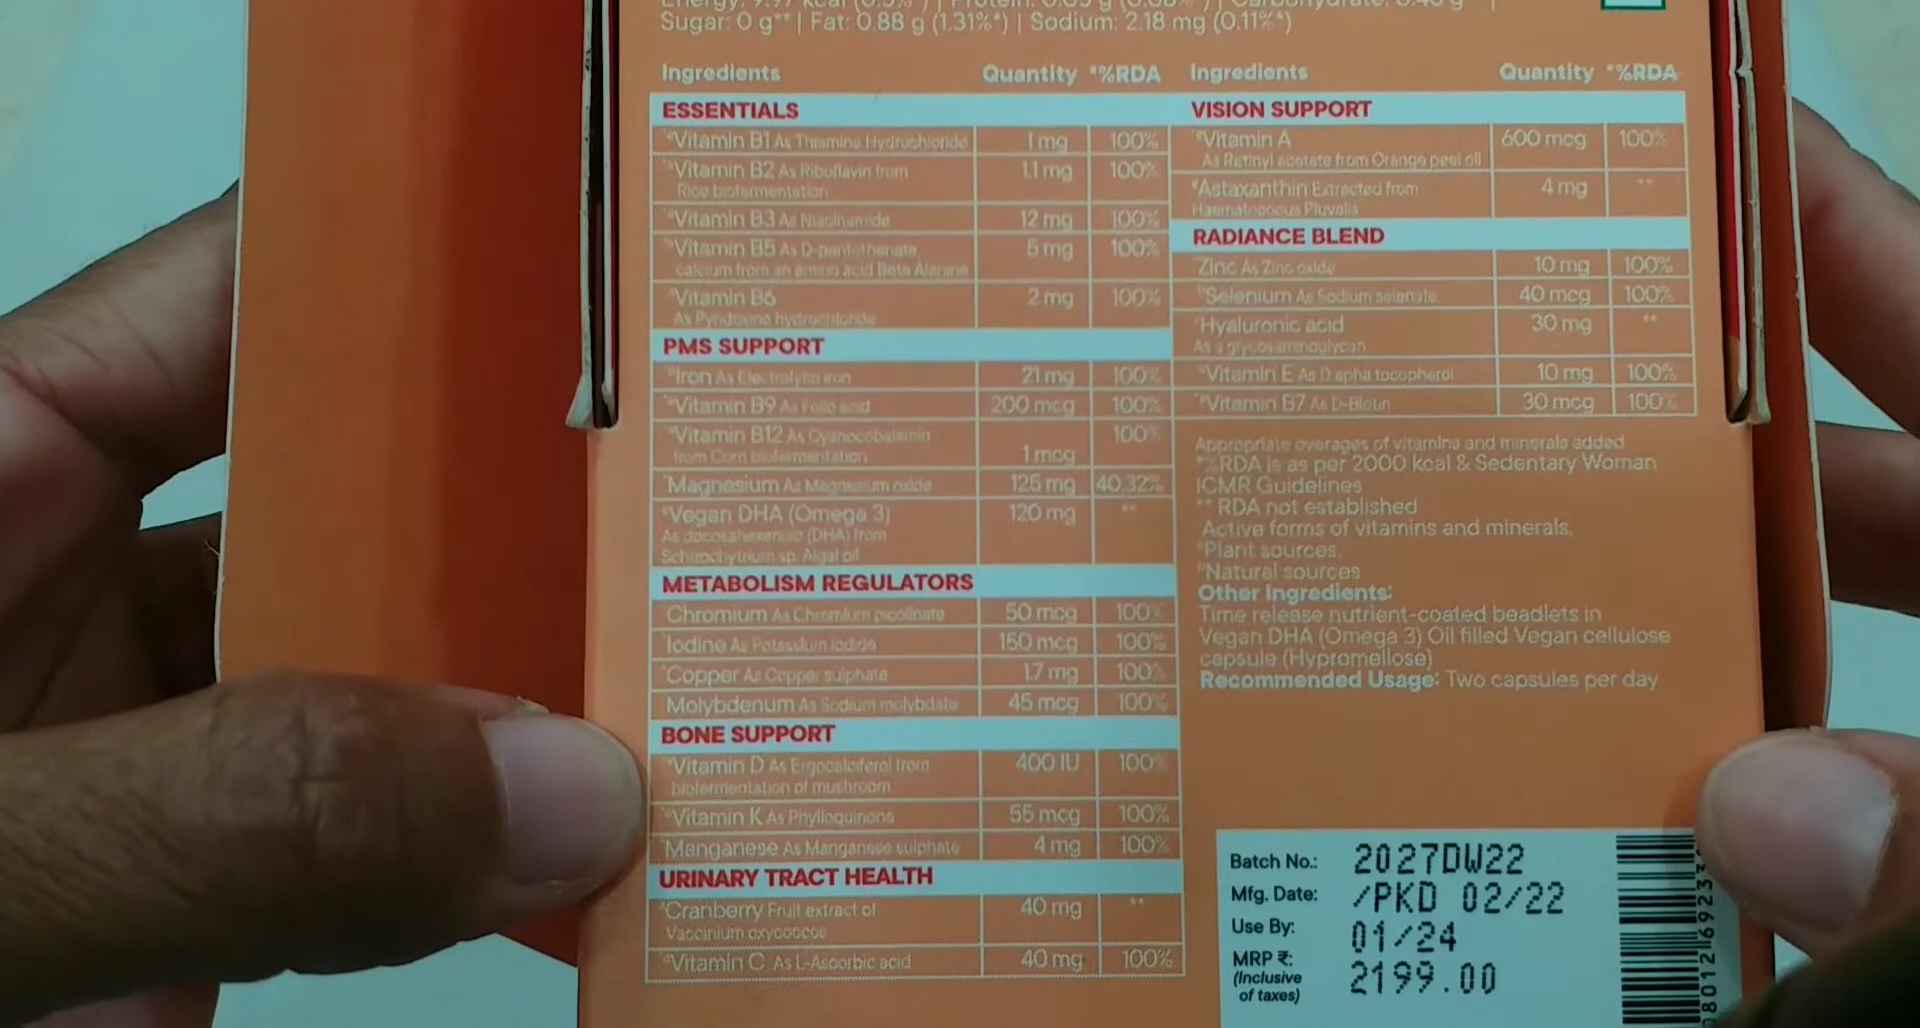 Sugar: 0 g** | Fat: 0.88 g (1.31%*) | Sodium: 2.18 mg (0.11%*)
Ingredients Quantity *%RDA
ESSENTIALS
Vitamin B1 As Thiamine Hydrochloride 1 mg 100%
Vitamin B2 As Riboflavin from 1.1 mg 100%
Rice biofermentation
Vitamin B3 As Niacinamide 12 mg 100%
Vitamin B5 As D-pantothenate 5 mg 100%
calcium from an amino acid Beta Alanine
Vitamin B6 2 mg 100%
As Pyridoxine hydrochloride
PMS SUPPORT
Iron As Electrolytic iron 21 mg 100%
Vitamin B9 As Folic acid 200 mcg 100%
Vitamin B12 As Cyanocobalamin 100%
from Corn biofermentation 1 mcg
Magnesium As Magnesium oxide 125 mg 40.32%
Vegan DHA (Omega 3) 120 mg **
As docosahexanoic (DHA) from
Schizochytrium sp. Algal oil
METABOLISM REGULATORS
Chromium As Chromium picolinate 50 mcg 100%
Iodine As Potassium iodide 150 mcg 100%
Copper As Copper sulphate 1.7 mg 100%
Molybdenum As Sodium molybdate 45 mcg 100%
BONE SUPPORT
Vitamin D As Ergocalciferol from 400 IU 100%
biofermentation of mushroom
Vitamin K As Phylloquinone 55 mcg 100%
Manganese As Manganese sulphate 4 mg 100%
URINARY TRACT HEALTH
Cranberry Fruit extract of 40 mg **
Vaccinium oxycoccos
Vitamin C As L-Ascorbic acid 40 mg 100%
Ingredients Quantity *%RDA
VISION SUPPORT
Vitamin A 600 mcg 100%
As Retinyl acetate from Orange peel oil
Astaxanthin Extracted from 4 mg **
Haematococus Pluvalis
RADIANCE BLEND
Zinc As Zinc oxide 10 mg 100%
Selenium As Sodium selenate 40 mcg 100%
Hyaluronic acid 30 mg **
As a glycosaminoglycan
Vitamin E As D apha tocopherol 10 mg 100%
Vitamin B7 As D-Biotin 30 mcg 100%
Appropriate overages of vitamins and minerals added
*%RDA is as per 2000 kcal & Sedentary Woman
ICMR Guidelines
** RDA not established
Active forms of vitamins and minerals,
Plant sources.
Natural sources
Other Ingredients:
Time release nutrient-coated beadlets in
Vegan DHA (Omega 3) Oil filled Vegan cellulose
capsule (Hypromellose)
Recommended Usage: Two capsules per day
Batch No.: 2027DW22
Mfg. Date: /PKD 02/22
Use By: 01/24
MRP ₹: 2199.00
(Inclusive
of taxes)